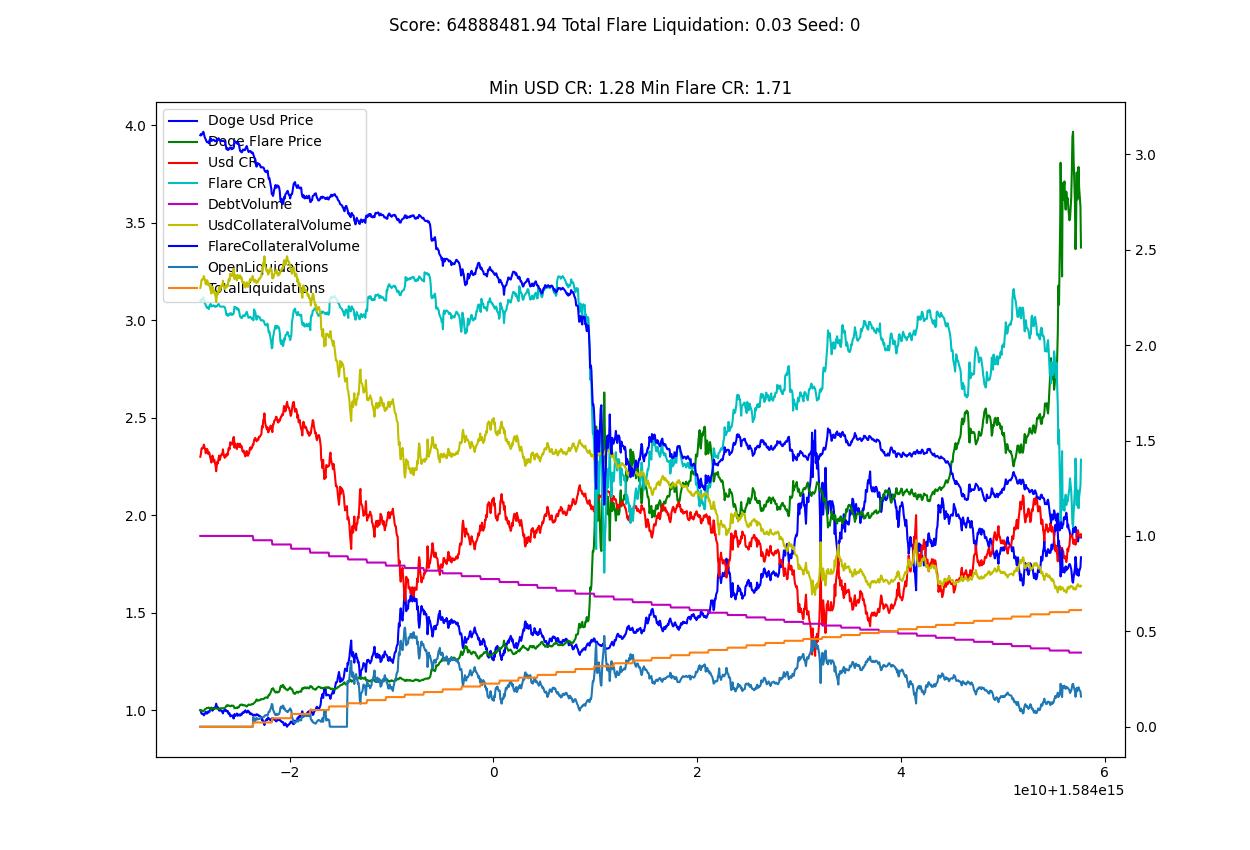 Score: 64888481.94 Total Flare Liquidation: 0.03 Seed: 0
Min USD CR: 1.28 Min Flare CR: 1.71
Doge Usd Price
Doge Flare Price
Usd CR
Flare CR
DebtVolume
UsdCollateralVolume
FlareCollateralVolume
OpenLiquidations
TotalLiquidations
4.0
3.5
3.0
2.5
2.0
1.5
1.0
3.0
2.5
2.0
1.5
1.0
0.5
0.0
−2 0 2 4 6
1e10+1.584e15